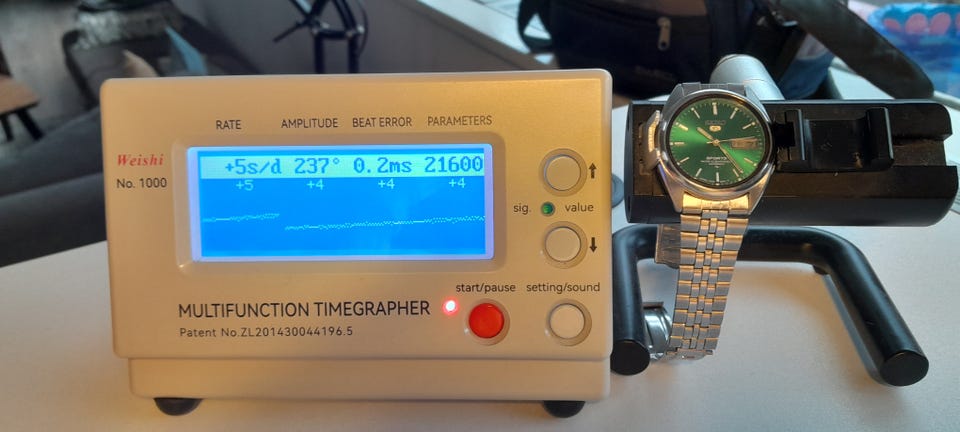 RATE AMPLITUDE BEAT ERROR PARAMETERS
Weishi
No. 1000
+5s/d 237° 0.2ms 21600
+5 +4 +4 +4
sig. value
start/pause setting/sound
MULTIFUNCTION TIMEGRAPHER
Patent No.ZL201430044196.5
SEIKO
5
SPORTS